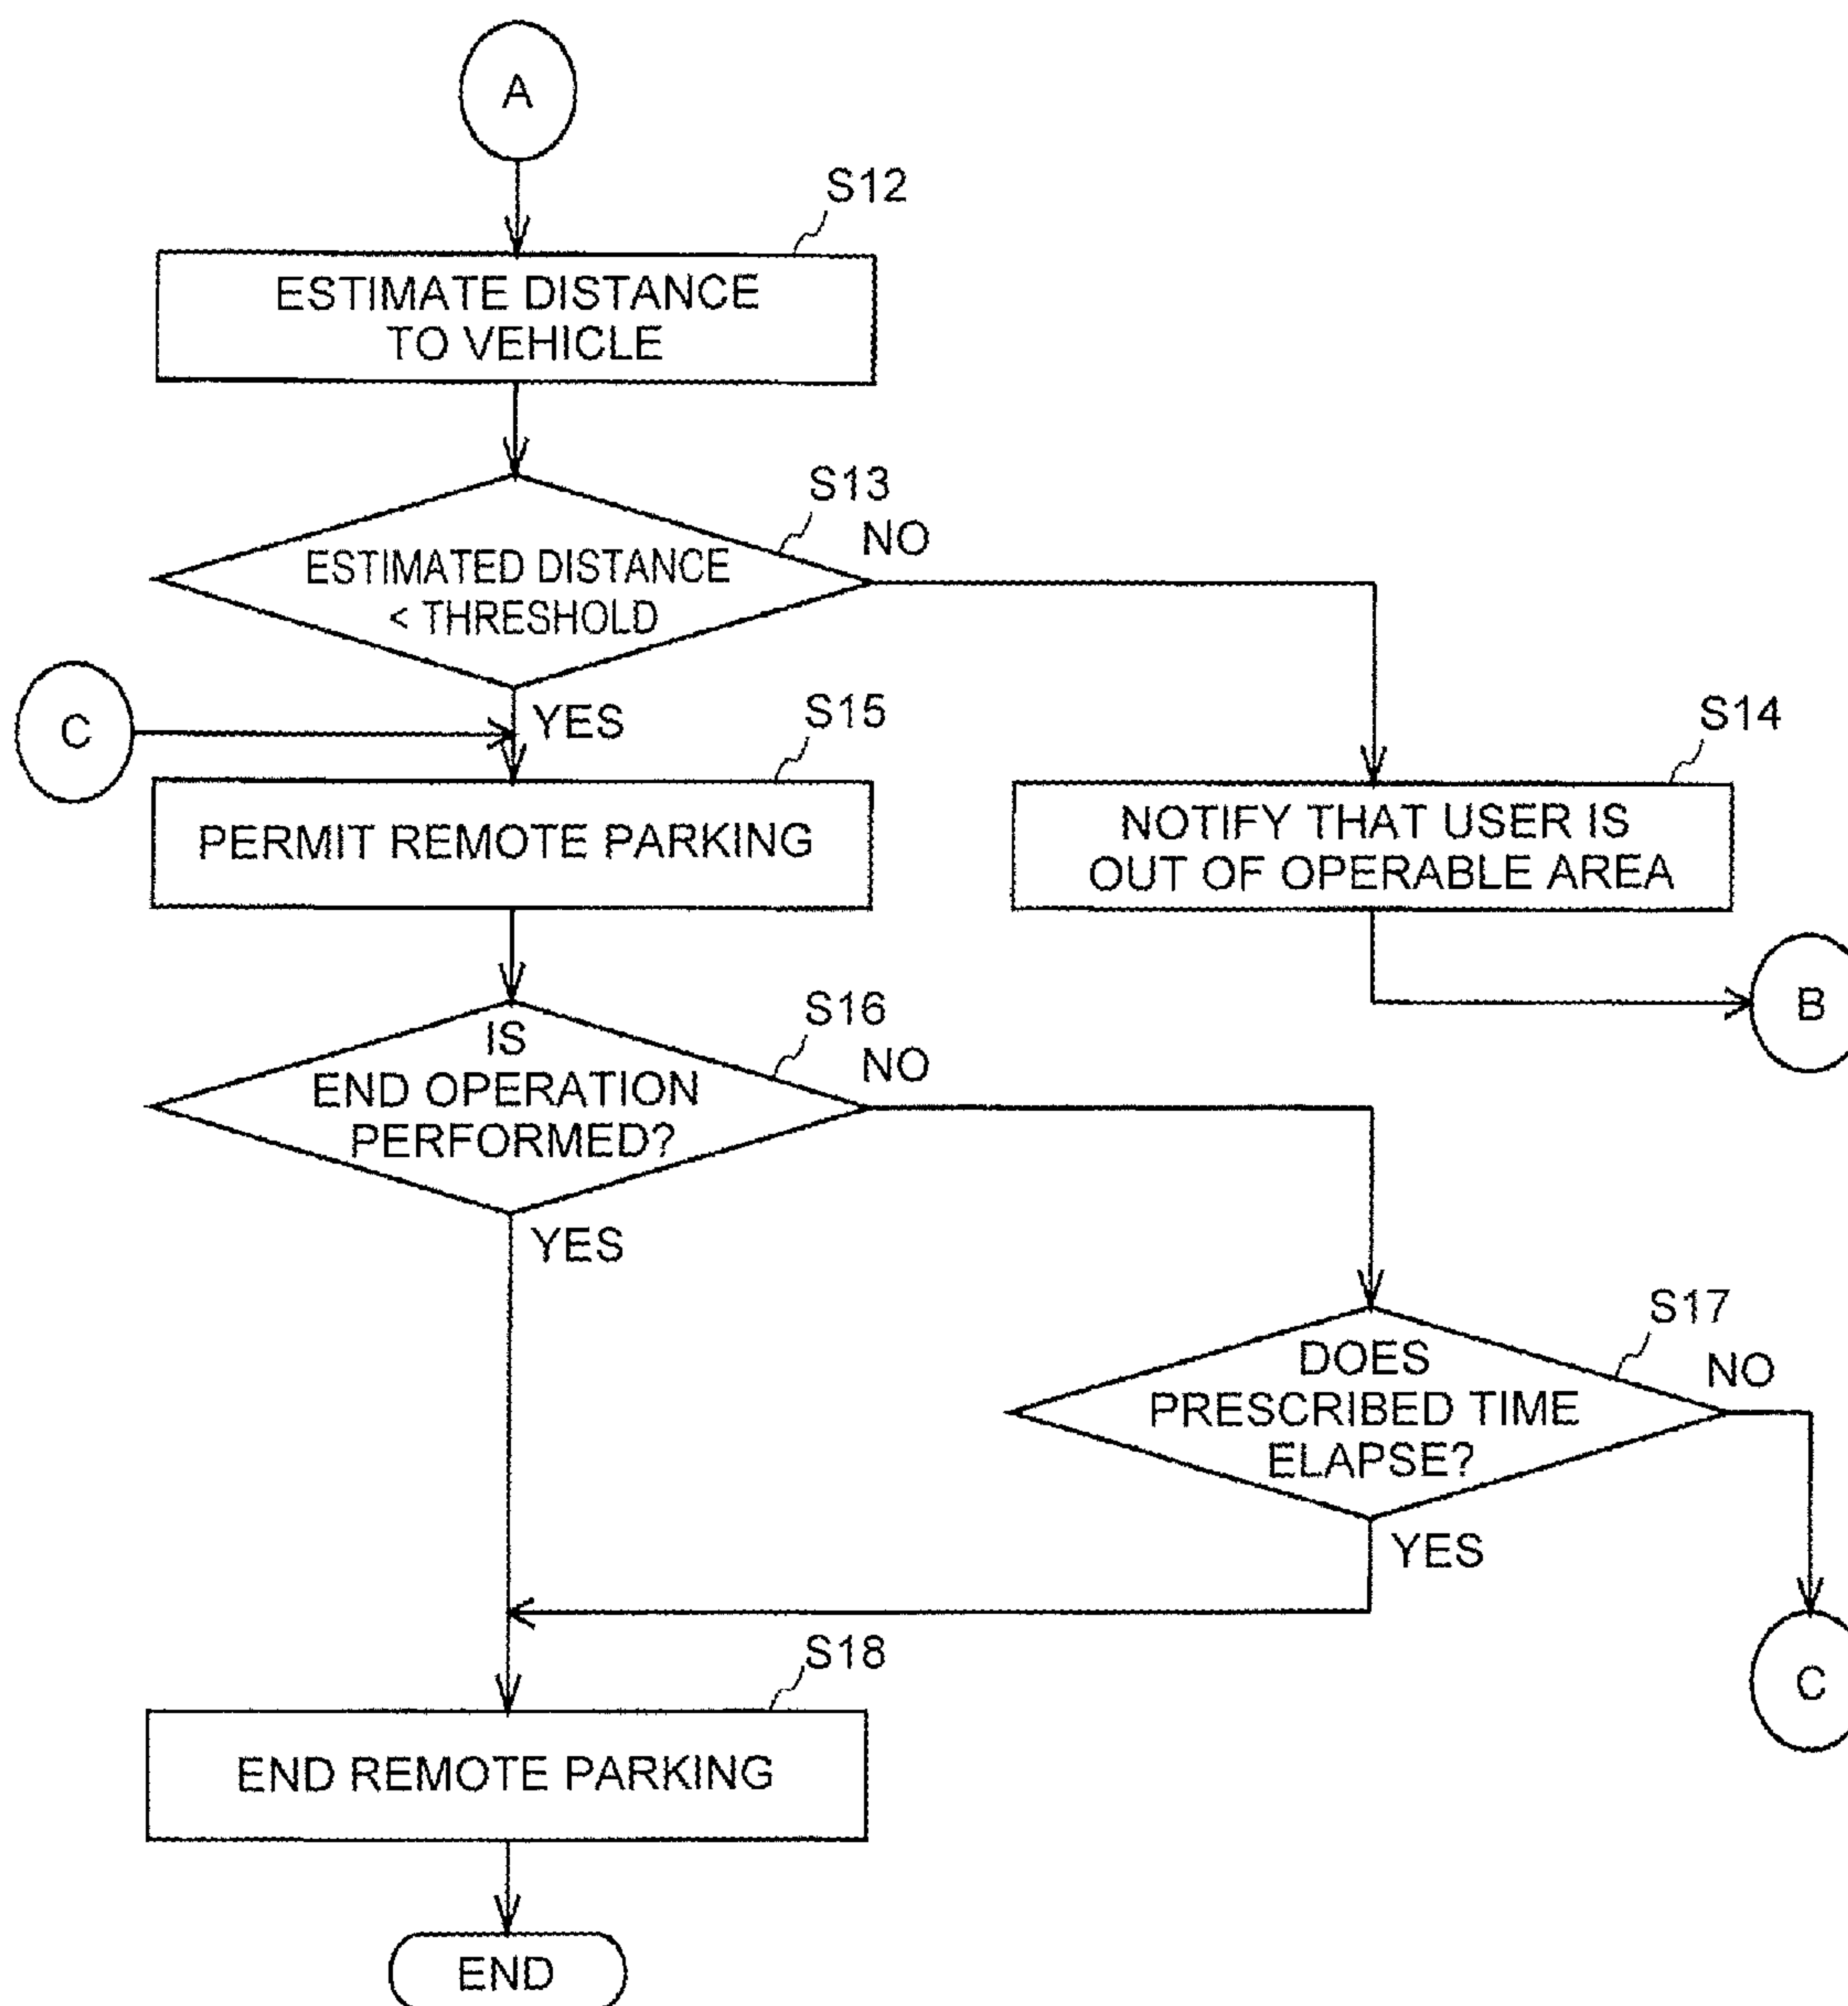 A
S12
ESTIMATE DISTANCE
TO VEHICLE
S13
NO
ESTIMATED DISTANCE
< THRESHOLD
C
YES
S15
S14
PERMIT REMOTE PARKING
NOTIFY THAT USER IS
OUT OF OPERABLE AREA
B
S16
NO
IS
END OPERATION
PERFORMED?
YES
S17
NO
DOES
PRESCRIBED TIME
ELAPSE?
YES
C
S18
END REMOTE PARKING
END